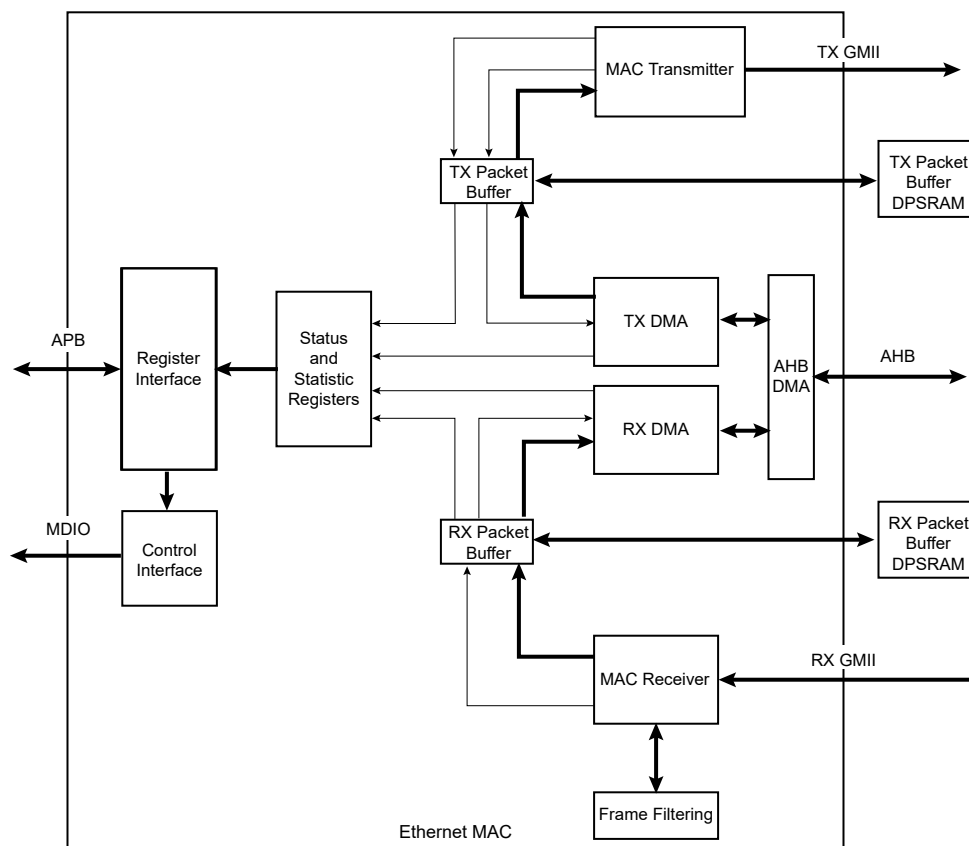 TX GMII
MAC Transmitter
TX Packet
Buffer
TX Packet
Buffer
DPSRAM
APB
Register
Interface
Status
and
Statistic
Registers
TX DMA
AHB
DMA
AHB
RX DMA
MDIO
Control
Interface
RX Packet
Buffer
RX Packet
Buffer
DPSRAM
MAC Receiver
RX GMII
Frame Filtering
Ethernet MAC